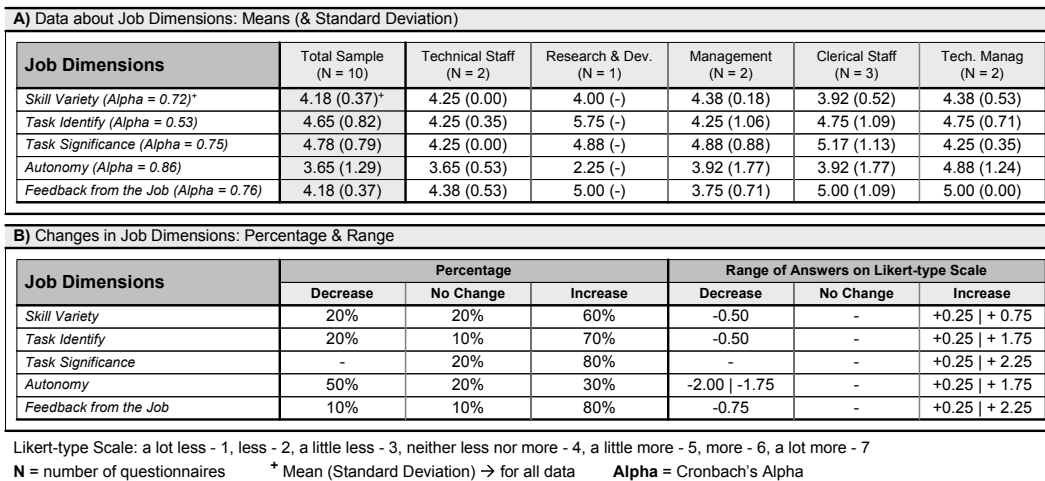 A) Data about Job Dimensions: Means (& Standard Deviation)
Job Dimensions | Total Sample (N = 10) | Technical Staff (N = 2) | Research & Dev. (N = 1) | Management (N = 2) | Clerical Staff (N = 3) | Tech. Manag (N = 2)
Skill Variety (Alpha = 0.72)+ | 4.18 (0.37)+ | 4.25 (0.00) | 4.00 (-) | 4.38 (0.18) | 3.92 (0.52) | 4.38 (0.53)
Task Identify (Alpha = 0.53) | 4.65 (0.82) | 4.25 (0.35) | 5.75 (-) | 4.25 (1.06) | 4.75 (1.09) | 4.75 (0.71)
Task Significance (Alpha = 0.75) | 4.78 (0.79) | 4.25 (0.00) | 4.88 (-) | 4.88 (0.88) | 5.17 (1.13) | 4.25 (0.35)
Autonomy (Alpha = 0.86) | 3.65 (1.29) | 3.65 (0.53) | 2.25 (-) | 3.92 (1.77) | 3.92 (1.77) | 4.88 (1.24)
Feedback from the Job (Alpha = 0.76) | 4.18 (0.37) | 4.38 (0.53) | 5.00 (-) | 3.75 (0.71) | 5.00 (1.09) | 5.00 (0.00)
B) Changes in Job Dimensions: Percentage & Range
Job Dimensions | Percentage | Range of Answers on Likert-type Scale
Decrease | No Change | Increase | Decrease | No Change | Increase
Skill Variety | 20% | 20% | 60% | -0.50 | - | +0.25 | + 0.75
Task Identify | 20% | 10% | 70% | -0.50 | - | +0.25 | + 1.75
Task Significance | - | 20% | 80% | - | - | +0.25 | + 2.25
Autonomy | 50% | 20% | 30% | -2.00 | -1.75 | - | +0.25 | + 1.75
Feedback from the Job | 10% | 10% | 80% | -0.75 | - | +0.25 | + 2.25
Likert-type Scale: a lot less - 1, less - 2, a little less - 3, neither less nor more - 4, a little more - 5, more - 6, a lot more - 7
N = number of questionnaires + Mean (Standard Deviation) → for all data Alpha = Cronbach's Alpha